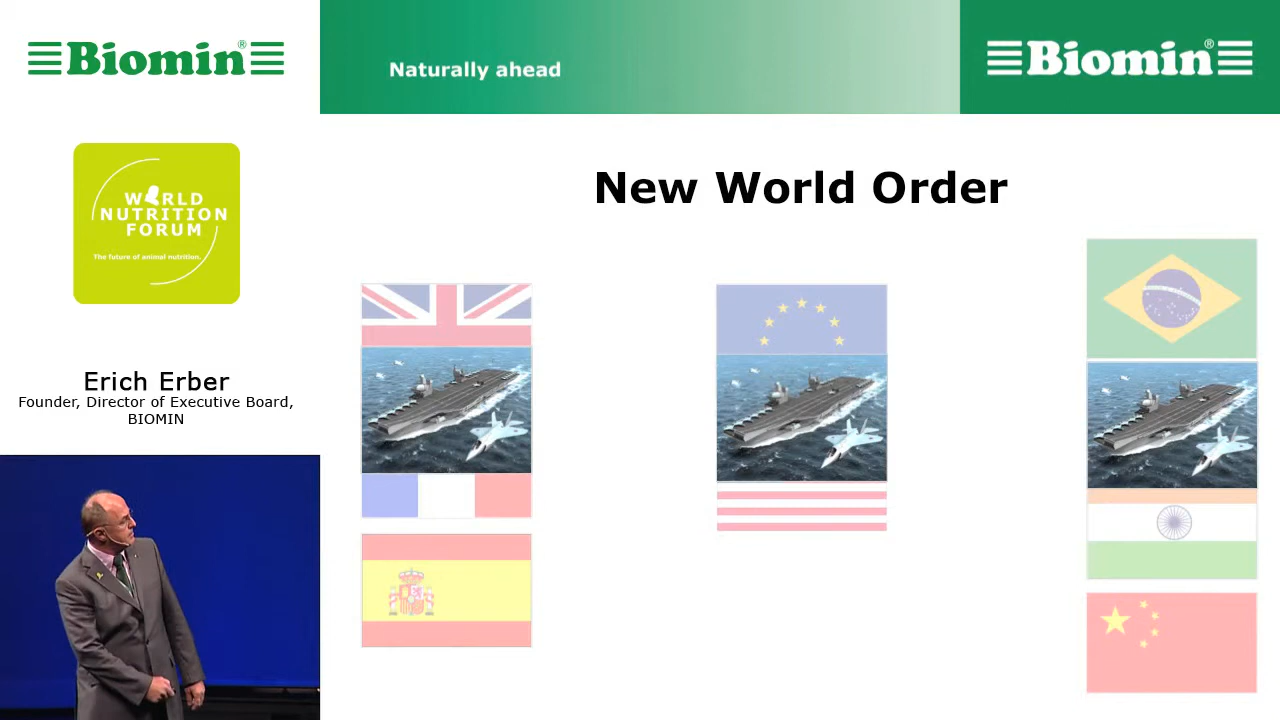 Biomin®
Naturally ahead
Biomin®
WORLD
NUTRITION
FORUM
The future of animal nutrition.
New World Order
Erich Erber
Founder, Director of Executive Board,
BIOMIN